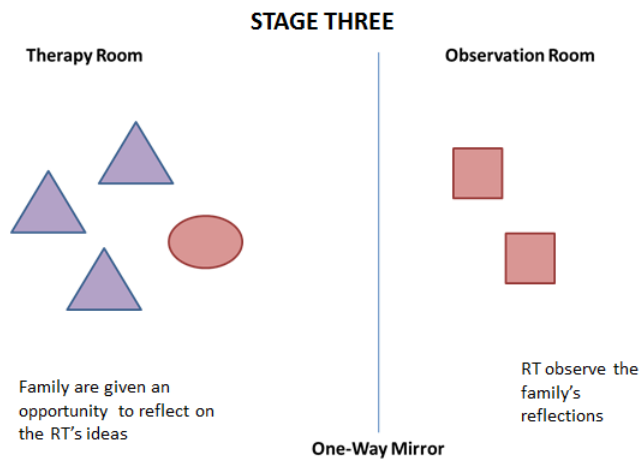 STAGE THREE
Therapy Room
Observation Room
Family are given an
opportunity to reflect on
the RT's ideas
RT observe the
family's
reflections
One-Way Mirror